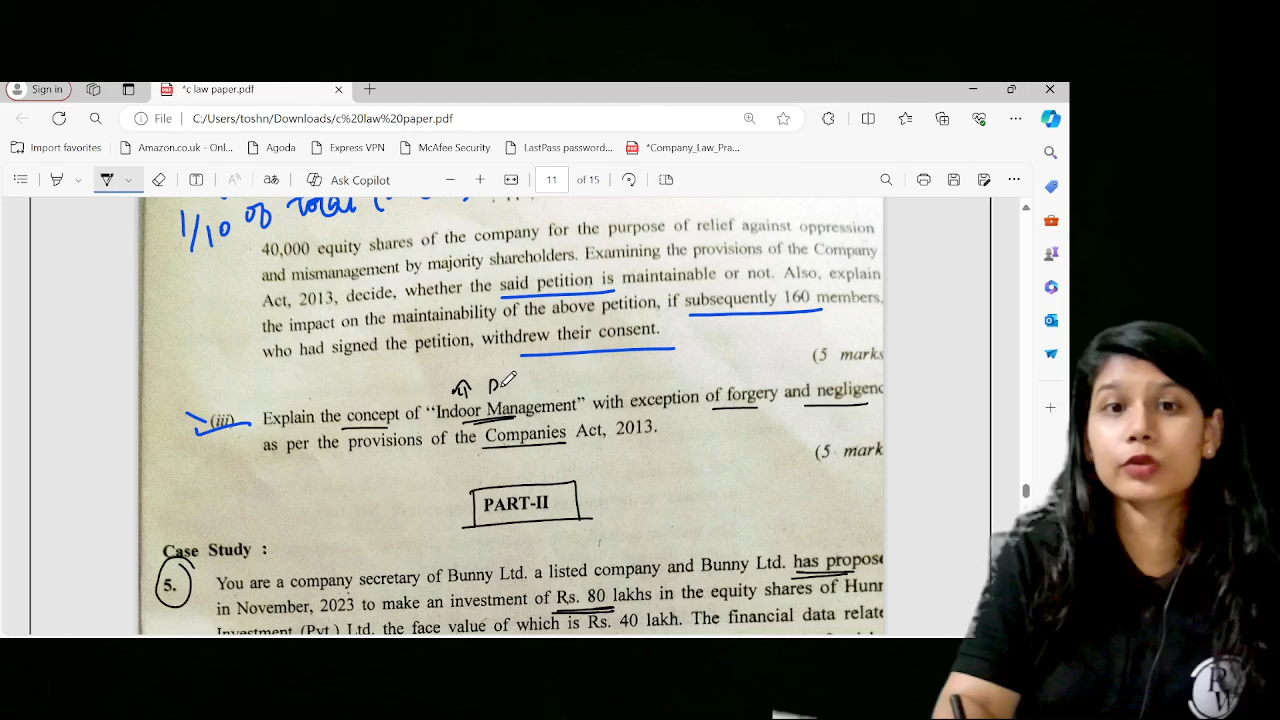 Sign in
*c law paper.pdf
File C:/Users/toshn/Downloads/c%20law%20paper.pdf
Import favorites Amazon.co.uk - Onl... Agoda Express VPN McAfee Security LastPass password... *Company_Law_Pra...
Ask Copilot 11 of 15
1/10 of total
40,000 equity shares of the company for the purpose of relief against oppression
and mismanagement by majority shareholders. Examining the provisions of the Company
Act, 2013, decide, whether the said petition is maintainable or not. Also, explain
the impact on the maintainability of the above petition, if subsequently 160 members,
who had signed the petition, withdrew their consent.
(5 marks
(iii) Explain the concept of "Indoor Management" with exception of forgery and negligenc
as per the provisions of the Companies Act, 2013.
(5 mark
PART-II
Case Study :
5. You are a company secretary of Bunny Ltd. a listed company and Bunny Ltd. has propose
in November, 2023 to make an investment of Rs. 80 lakhs in the equity shares of Hunn
Investment (Pvt.) Ltd. the face value of which is Rs. 40 lakh. The financial data relate
PW